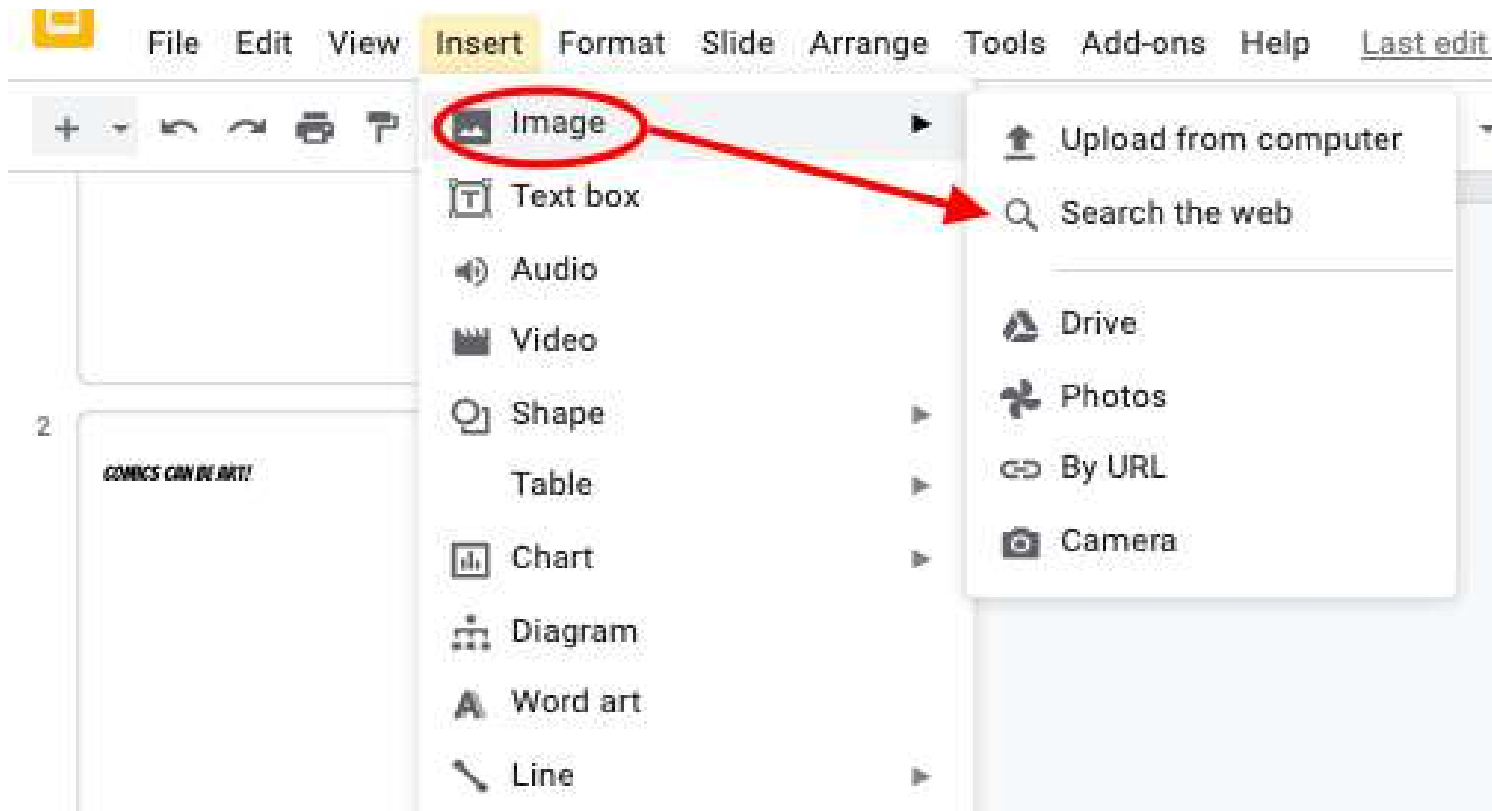 File Edit View Insert Format Slide Arrange Tools Add-ons Help Last edit
Image
Text box
Audio
Video
Shape
Table
Chart
Diagram
Word art
Line
Upload from computer
Search the web
Drive
Photos
By URL
Camera
2
COMICS CAN BE ART!